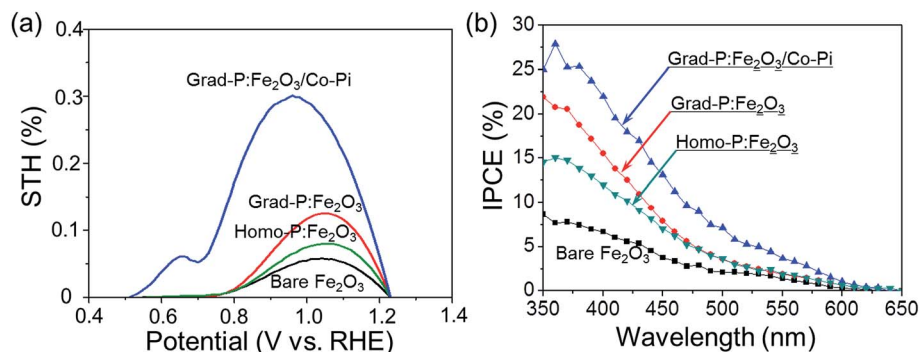 (a)
STH (%)
0.4
0.3
0.2
0.1
0
0.4
0.6
0.8
1.0
1.2
1.4
Potential (V vs. RHE)
Grad-P:Fe₂O₃/Co-Pi
Grad-P:Fe₂O₃
Homo-P:Fe₂O₃
Bare Fe₂O₃
(b)
IPCE (%)
30
25
20
15
10
5
0
350
400
450
500
550
600
650
Wavelength (nm)
Grad-P:Fe₂O₃/Co-Pi
Grad-P:Fe₂O₃
Homo-P:Fe₂O₃
Bare Fe₂O₃